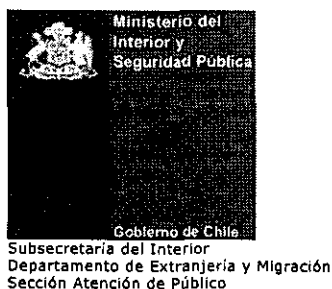 Ministerio del
Interior y
Seguridad Pública
Gobierno de Chile
Subsecretaría del Interior
Departamento de Extranjería y Migración
Sección Atención de Público